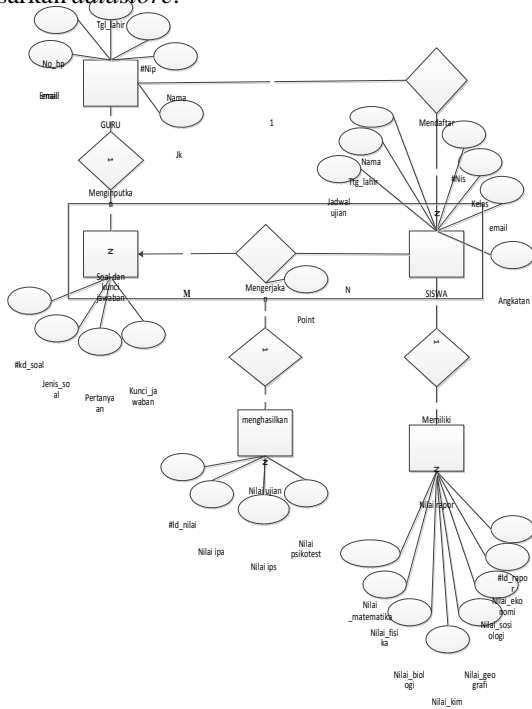 sarkan datastore.
Tgl_lahir
No_hp
#Nip
Email
Nama
GURU
1
Mendaftar
Jk
1
Menginputka
n
Nama
Ttg_lahir
Jadwal
ujian
#Nis
Kelas
email
N
N
Soal dan
kunci
jawaban
M
Mengerjaka
n
N
SISWA
Angkatan
Point
#kd_soal
Jenis_so
al
Pertanya
an
Kunci_ja
waban
1
1
menghasilkan
Memiliki
N
Nilai ujian
N
Nilai rapor
#Id_nilai
Nilai ipa
Nilai ips
Nilai
psikotest
#Id_rapo
r
Nilai_eko
nomi
Nilai_sosi
ologi
Nilai
_matematika
Nilai_fisi
ka
Nilai_biol
ogi
Nilai_geo
grafi
Nilai_kim